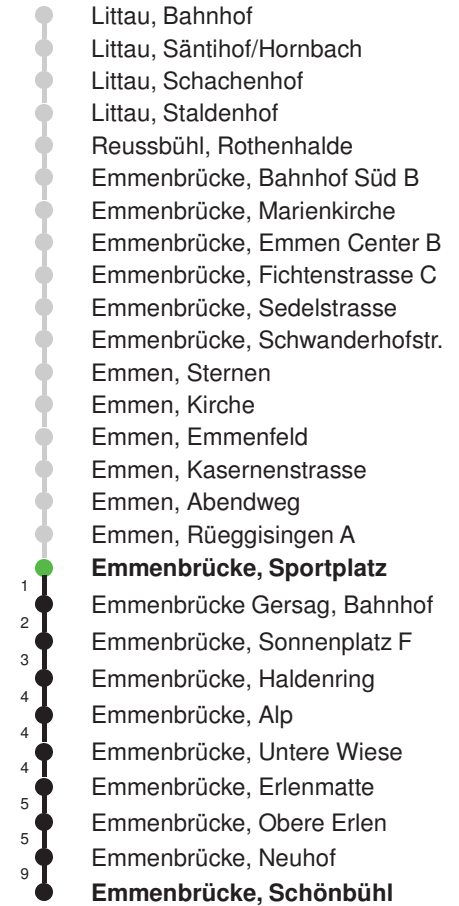 Littau, Bahnhof
Littau, Säntihof/Hornbach
Littau, Schachenhof
Littau, Staldenhof
Reussbühl, Rothenhalde
Emmenbrücke, Bahnhof Süd B
Emmenbrücke, Marienkirche
Emmenbrücke, Emmen Center B
Emmenbrücke, Fichtenstrasse C
Emmenbrücke, Sedelstrasse
Emmenbrücke, Schwanderhofstr.
Emmen, Sternen
Emmen, Kirche
Emmen, Emmenfeld
Emmen, Kasernenstrasse
Emmen, Abendweg
Emmen, Rüeggisingen A
Emmenbrücke, Sportplatz
1
Emmenbrücke Gersag, Bahnhof
2
Emmenbrücke, Sonnenplatz F
3
Emmenbrücke, Haldenring
4
Emmenbrücke, Alp
4
Emmenbrücke, Untere Wiese
4
Emmenbrücke, Erlenmatte
5
Emmenbrücke, Obere Erlen
5
Emmenbrücke, Neuhof
9
Emmenbrücke, Schönbühl